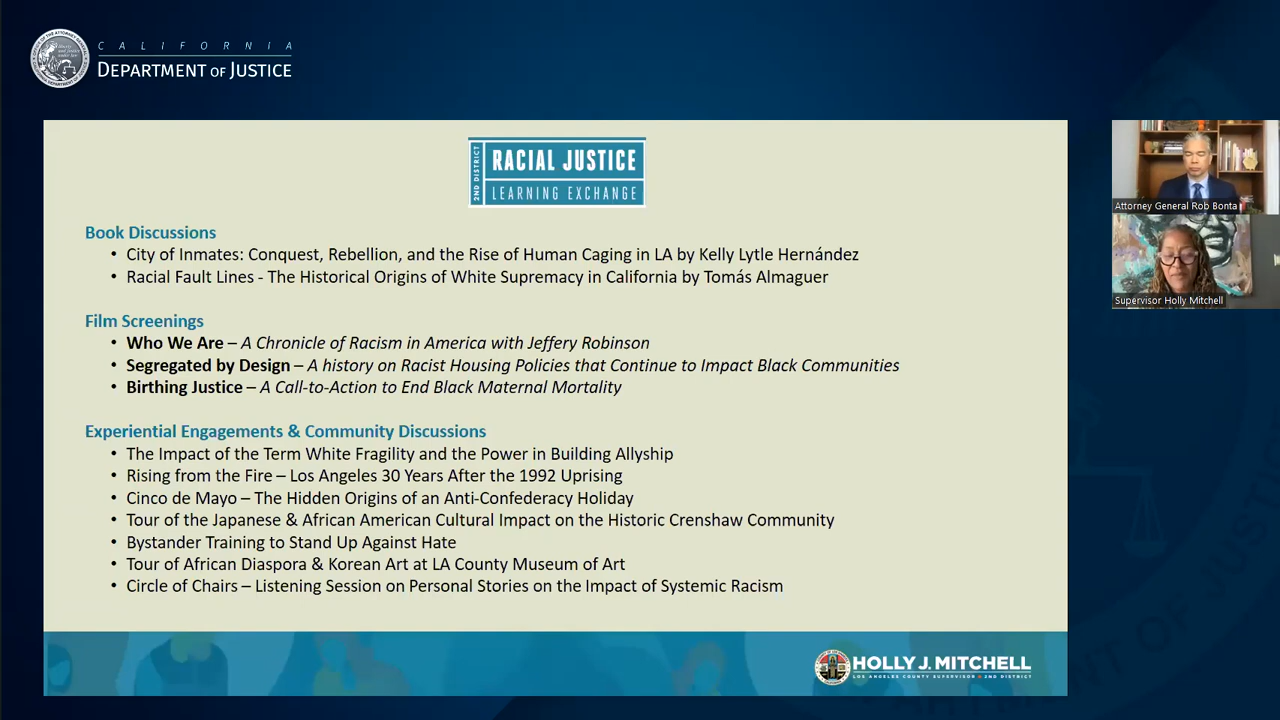 CALIFORNIA
DEPARTMENT OF JUSTICE
2ND DISTRICT
RACIAL JUSTICE
LEARNING EXCHANGE
Book Discussions
• City of Inmates: Conquest, Rebellion, and the Rise of Human Caging in LA by Kelly Lytle Hernández
• Racial Fault Lines - The Historical Origins of White Supremacy in California by Tomás Almaguer
Film Screenings
• Who We Are – A Chronicle of Racism in America with Jeffery Robinson
• Segregated by Design – A history on Racist Housing Policies that Continue to Impact Black Communities
• Birthing Justice – A Call-to-Action to End Black Maternal Mortality
Experiential Engagements & Community Discussions
• The Impact of the Term White Fragility and the Power in Building Allyship
• Rising from the Fire – Los Angeles 30 Years After the 1992 Uprising
• Cinco de Mayo – The Hidden Origins of an Anti-Confederacy Holiday
• Tour of the Japanese & African American Cultural Impact on the Historic Crenshaw Community
• Bystander Training to Stand Up Against Hate
• Tour of African Diaspora & Korean Art at LA County Museum of Art
• Circle of Chairs – Listening Session on Personal Stories on the Impact of Systemic Racism
HOLLY J. MITCHELL
LOS ANGELES COUNTY SUPERVISOR ★ 2ND DISTRICT
Attorney General Rob Bonta
Supervisor Holly Mitchell